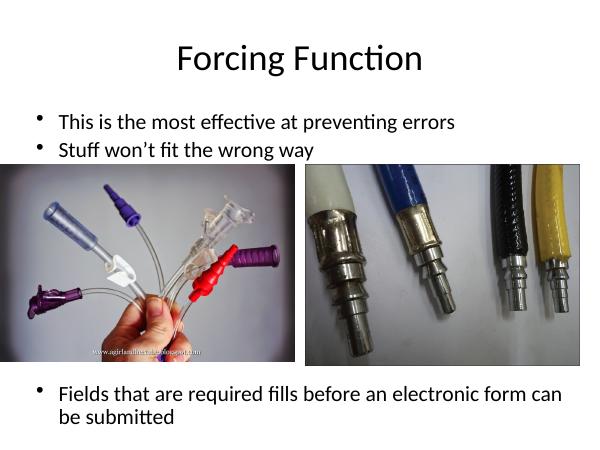 Forcing Function
• This is the most effective at preventing errors
• Stuff won’t fit the wrong way
• Fields that are required fills before an electronic form can
be submitted